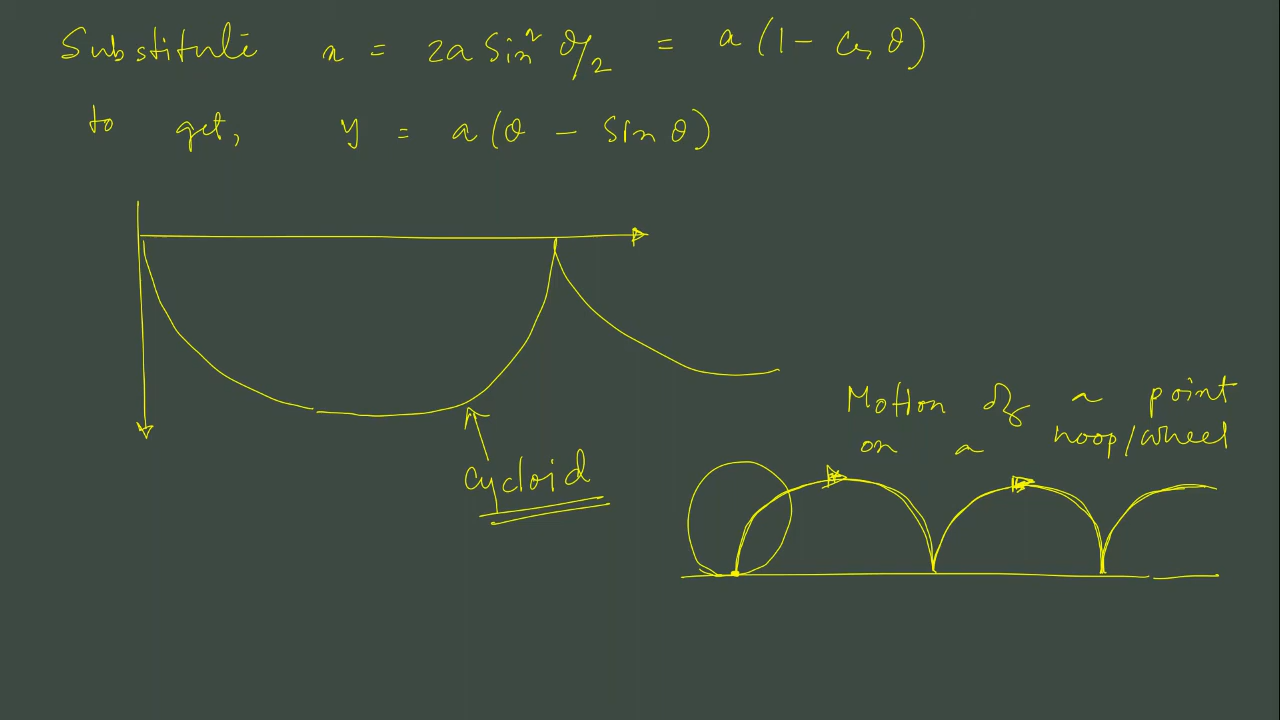 Substitute x = 2a Sin² θ/2 = a (1 - cos θ)
to get, y = a (θ - Sin θ)
cycloid
Motion of a point
on a hoop/wheel